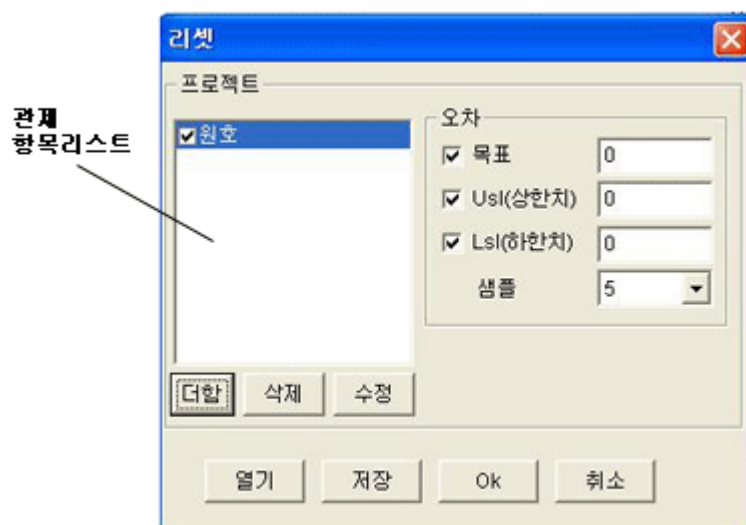 리셋
프로젝트
관제
항목리스트
원호
오차
목표 0
Usl(상한치) 0
Lsl(하한치) 0
샘플 5
더함 삭제 수정
열기 저장 Ok 취소